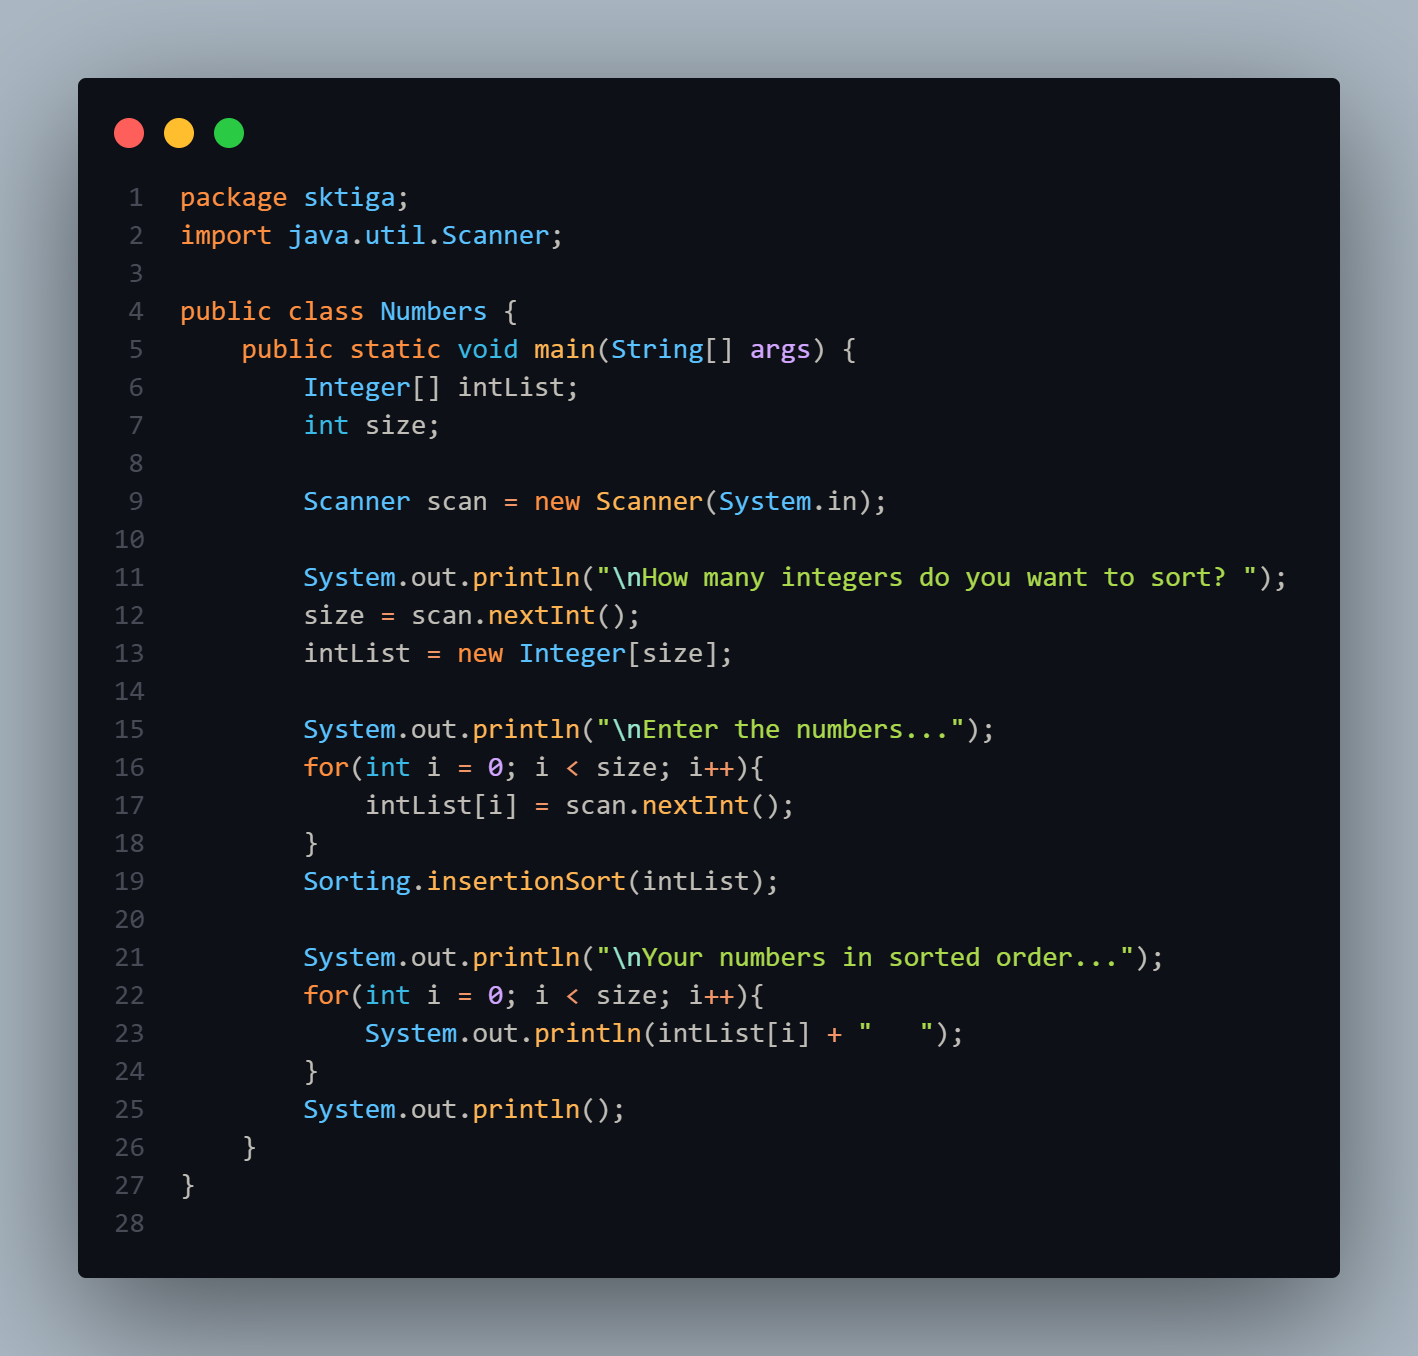 1 package sktiga;
2 import java.util.Scanner;
3
4 public class Numbers {
5     public static void main(String[] args) {
6         Integer[] intList;
7         int size;
8
9         Scanner scan = new Scanner(System.in);
10
11         System.out.println("\nHow many integers do you want to sort? ");
12         size = scan.nextInt();
13         intList = new Integer[size];
14
15         System.out.println("\nEnter the numbers...");
16         for(int i = 0; i < size; i++){
17             intList[i] = scan.nextInt();
18         }
19         Sorting.insertionSort(intList);
20
21         System.out.println("\nYour numbers in sorted order...");
22         for(int i = 0; i < size; i++){
23             System.out.println(intList[i] + "   ");
24         }
25         System.out.println();
26     }
27 }
28